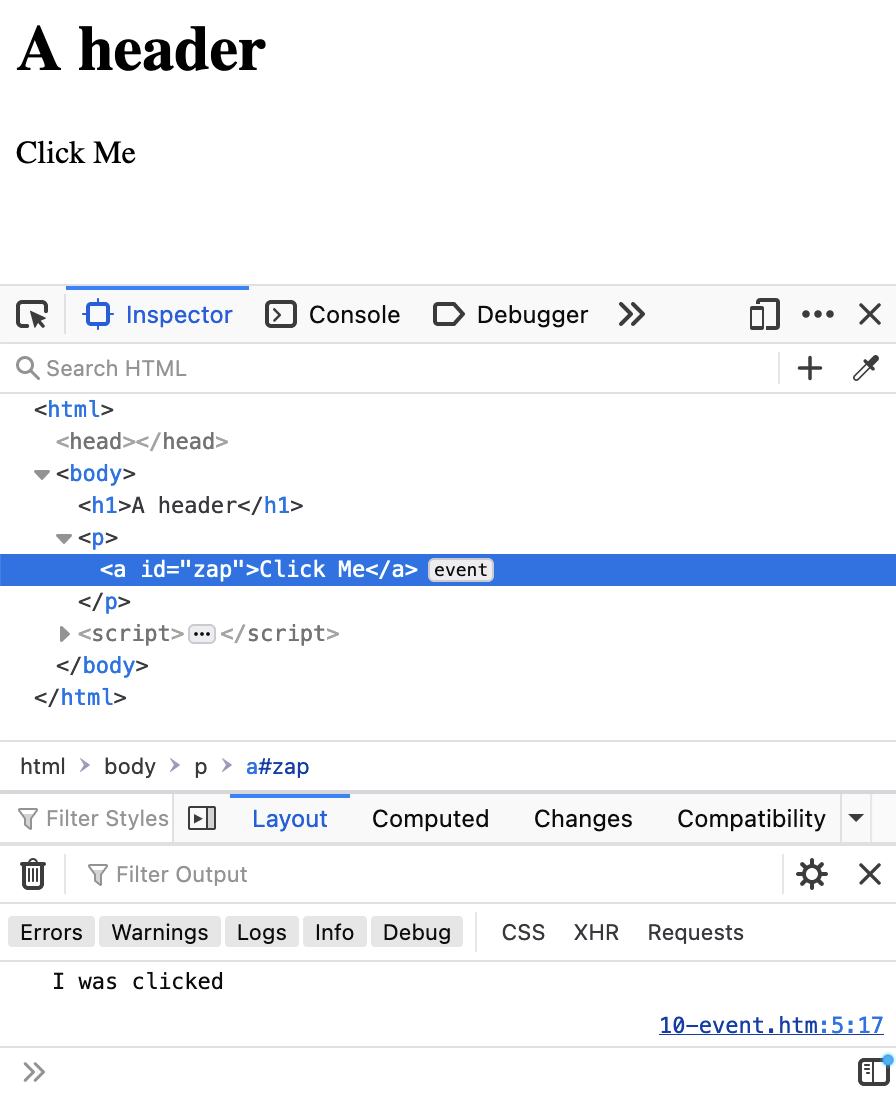 A header
Click Me
Inspector Console Debugger
Search HTML
<html>
<head></head>
<body>
<h1>A header</h1>
<p>
<a id="zap">Click Me</a> event
</p>
<script> ••• </script>
</body>
</html>
html > body > p > a#zap
Filter Styles Layout Computed Changes Compatibility
Filter Output
Errors Warnings Logs Info Debug CSS XHR Requests
I was clicked
10-event.htm:5:17